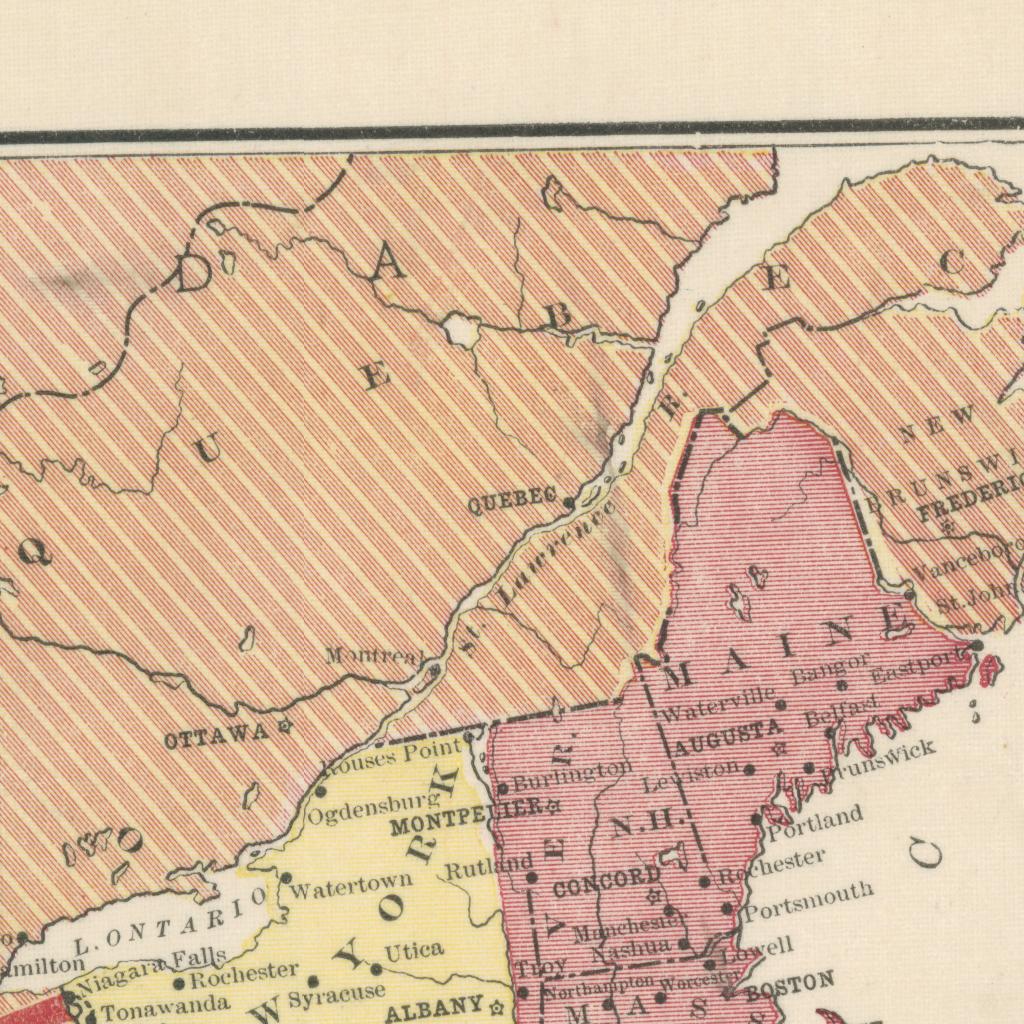 D
A
B
E
C
E
U
Q
QUEBEC
St. Lawrence R.
NEW
BRUNSWI
FREDERIC
Vanceboro
St. John
Montreal
OTTAWA
MAINE
Bangor
Eastport
Waterville
Belfast
AUGUSTA
Lewiston
Brunswick
Rouses Point
Burlington
Ogdensburg
MONTPELIER
VER.
N.H.
Portland
O
C
Rutland
CONCORD
Rochester
Watertown
Manchester
Portsmouth
L. ONTARIO
Nashua
Lowell
amilton
Niagara Falls
Rochester
Utica
Troy
Northampton
Worcester
BOSTON
Tonawanda
Syracuse
ALBANY
W YORK
MASS